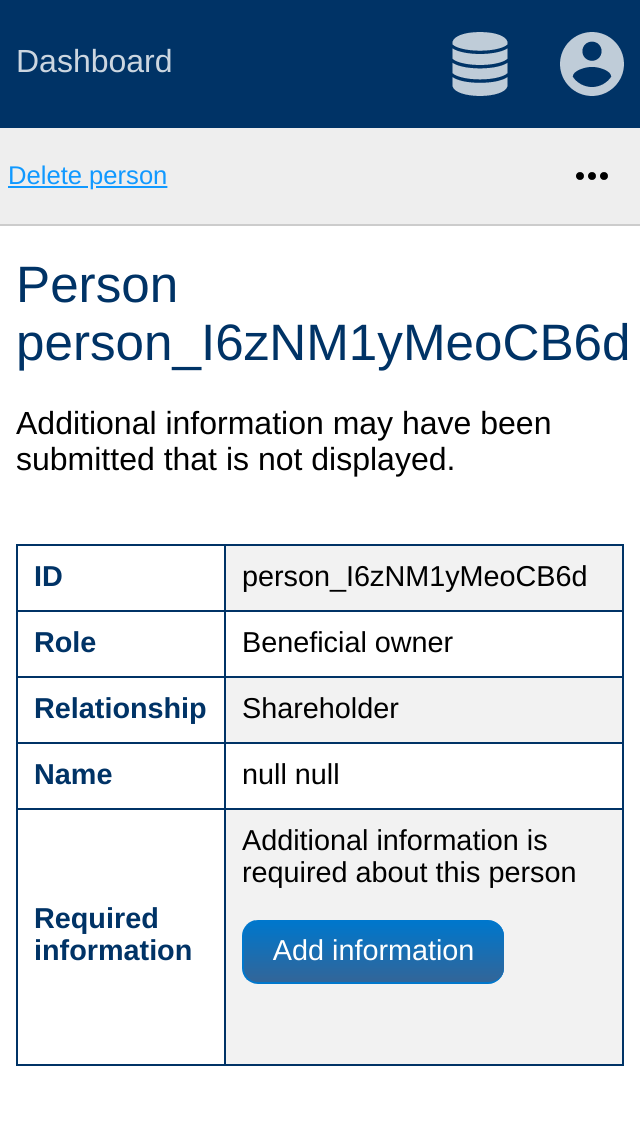 Dashboard
Delete person
Person
person_I6zNM1yMeoCB6d
Additional information may have been
submitted that is not displayed.
ID person_I6zNM1yMeoCB6d
Role Beneficial owner
Relationship Shareholder
Name null null
Required
information
Additional information is
required about this person
Add information